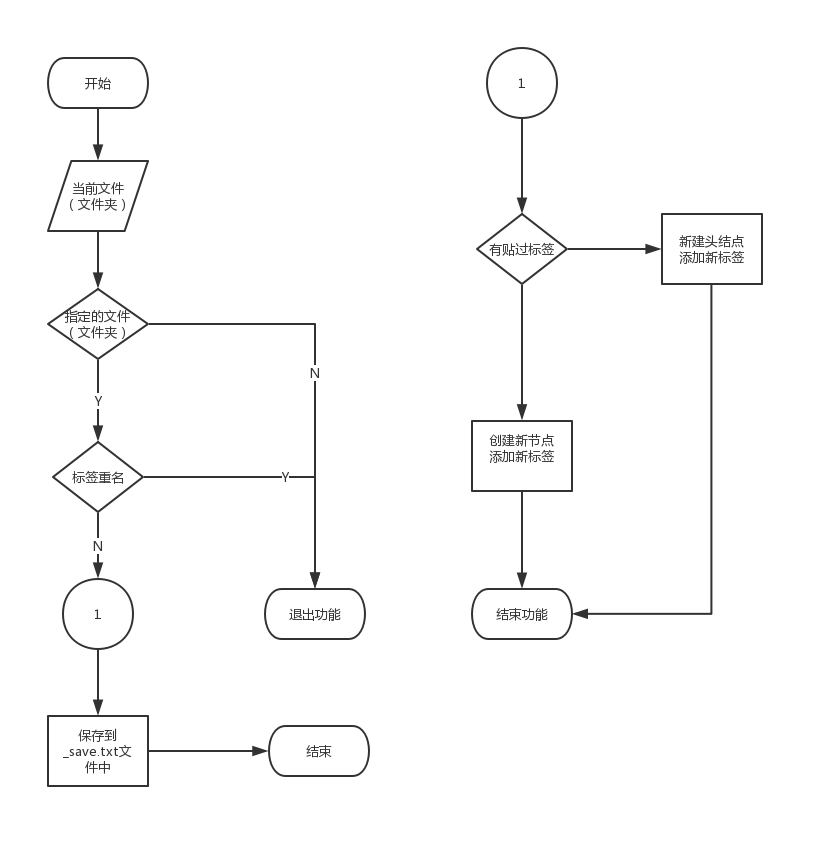 开始
当前文件
( 文件夹 )
指定的文件
( 文件夹 )
N
Y
标签重名
Y
N
1
退出功能
保存到
_save.txt文
件中
结束
1
有贴过标签
新建头结点
添加新标签
创建新节点
添加新标签
结束功能